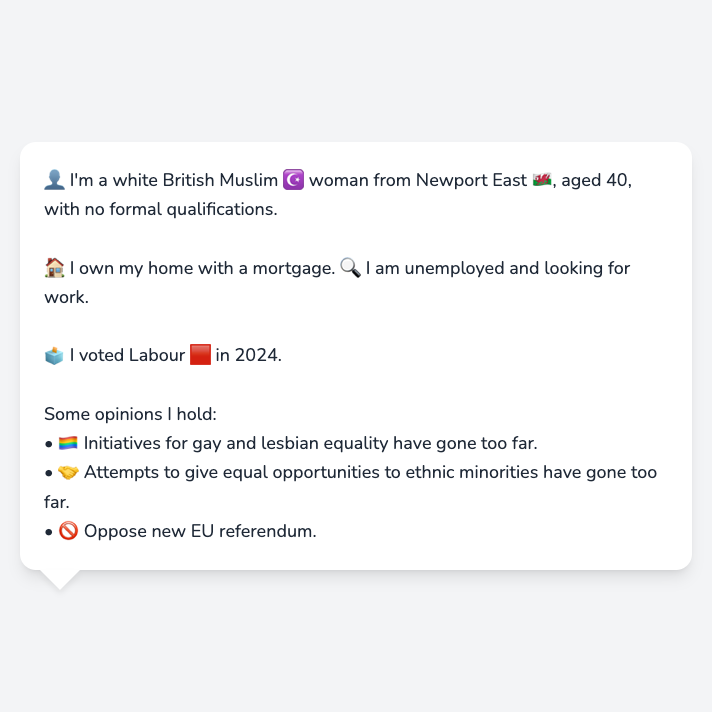 👤 I'm a white British Muslim ☪️ woman from Newport East 🏴󠁧󠁢󠁷󠁬󠁳󠁿, aged 40,
with no formal qualifications.
🏠 I own my home with a mortgage. 🔍 I am unemployed and looking for
work.
🗳️ I voted Labour 🟥 in 2024.
Some opinions I hold:
• 🏳️‍🌈 Initiatives for gay and lesbian equality have gone too far.
• 🤝 Attempts to give equal opportunities to ethnic minorities have gone too
far.
• 🚫 Oppose new EU referendum.